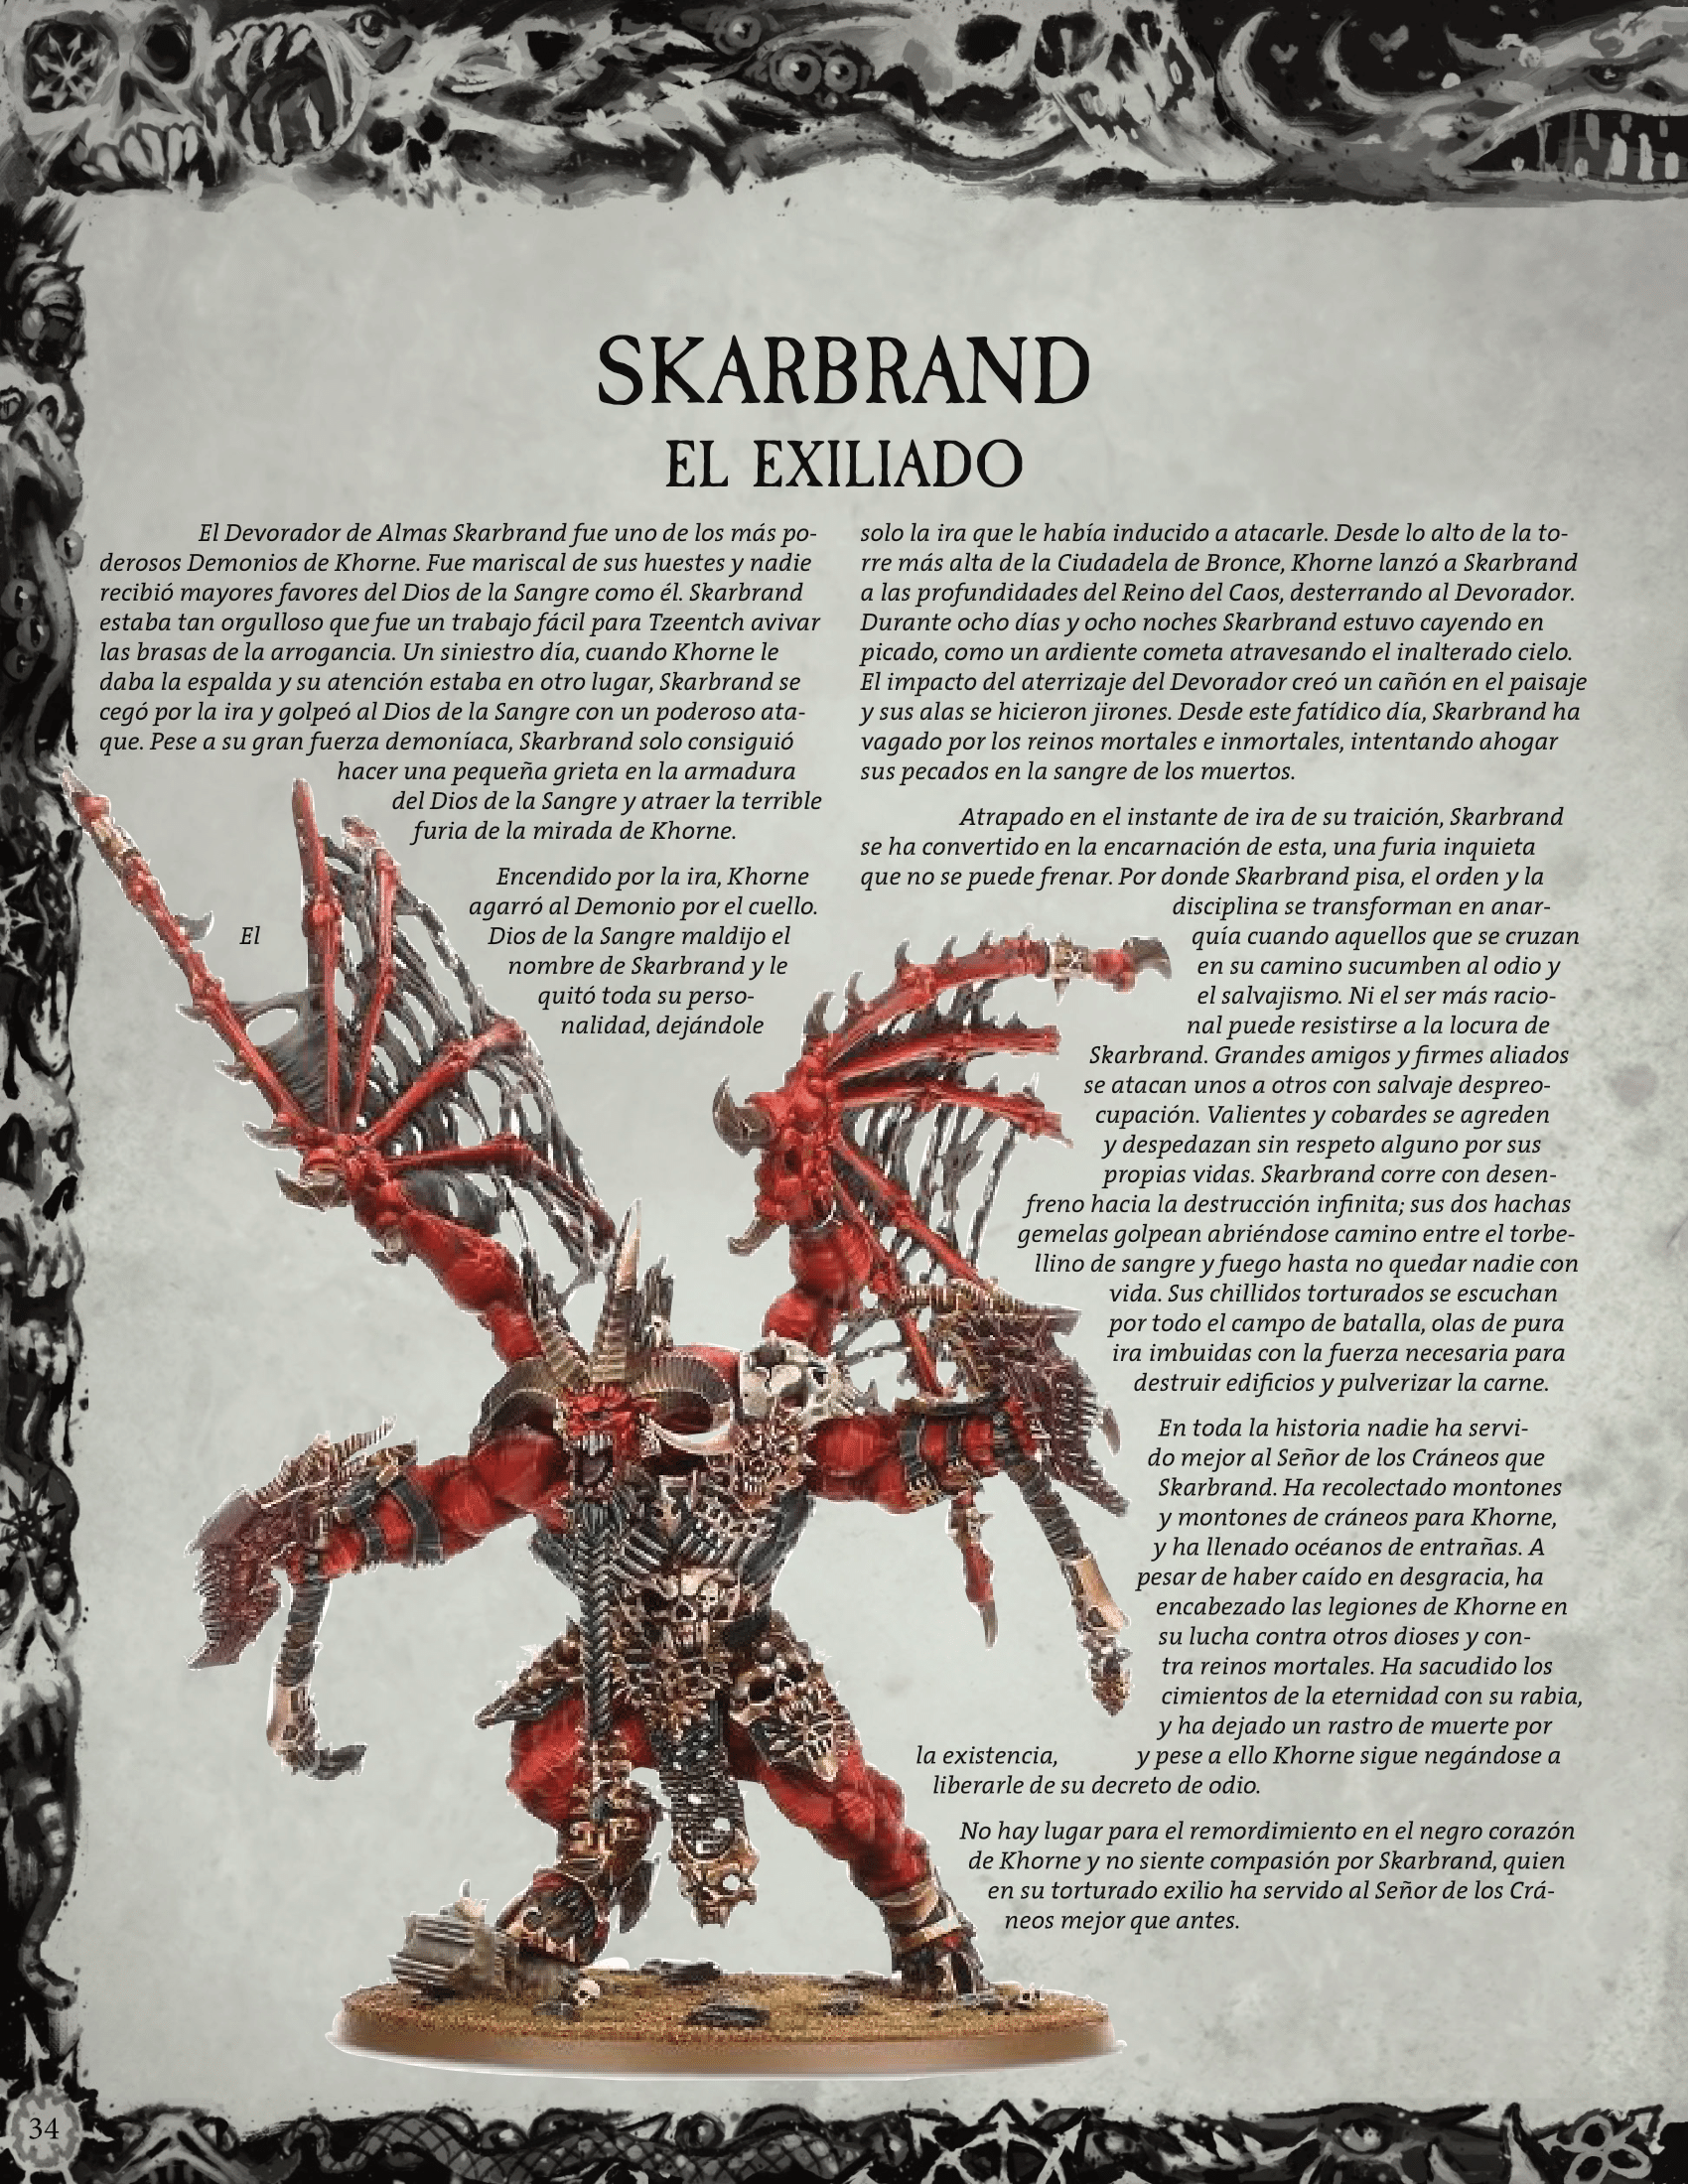 SKARBRAND
EL EXILIADO
El Devorador de Almas Skarbrand fue uno de los más po-
derosos Demonios de Khorne. Fue mariscal de sus huestes y nadie
recibió mayores favores del Dios de la Sangre como él. Skarbrand
estaba tan orgulloso que fue un trabajo fácil para Tzeentch avivar
las brasas de la arrogancia. Un siniestro día, cuando Khorne le
daba la espalda y su atención estaba en otro lugar, Skarbrand se
cegó por la ira y golpeó al Dios de la Sangre con un poderoso ata-
que. Pese a su gran fuerza demoníaca, Skarbrand solo consiguió
hacer una pequeña grieta en la armadura
del Dios de la Sangre y atraer la terrible
furia de la mirada de Khorne.
Encendido por la ira, Khorne
agarró al Demonio por el cuello.
El Dios de la Sangre maldijo el
nombre de Skarbrand y le
quitó toda su perso-
nalidad, dejándole
solo la ira que le había inducido a atacarle. Desde lo alto de la to-
rre más alta de la Ciudadela de Bronce, Khorne lanzó a Skarbrand
a las profundidades del Reino del Caos, desterrando al Devorador.
Durante ocho días y ocho noches Skarbrand estuvo cayendo en
picado, como un ardiente cometa atravesando el inalterado cielo.
El impacto del aterrizaje del Devorador creó un cañón en el paisaje
y sus alas se hicieron jirones. Desde este fatídico día, Skarbrand ha
vagado por los reinos mortales e inmortales, intentando ahogar
sus pecados en la sangre de los muertos.
Atrapado en el instante de ira de su traición, Skarbrand
se ha convertido en la encarnación de esta, una furia inquieta
que no se puede frenar. Por donde Skarbrand pisa, el orden y la
disciplina se transforman en anar-
quía cuando aquellos que se cruzan
en su camino sucumben al odio y
el salvajismo. Ni el ser más racio-
nal puede resistirse a la locura de
Skarbrand. Grandes amigos y firmes aliados
se atacan unos a otros con salvaje despreo-
cupación. Valientes y cobardes se agreden
y despedazan sin respeto alguno por sus
propias vidas. Skarbrand corre con desen-
freno hacia la destrucción infinita; sus dos hachas
gemelas golpean abriéndose camino entre el torbe-
llino de sangre y fuego hasta no quedar nadie con
vida. Sus chillidos torturados se escuchan
por todo el campo de batalla, olas de pura
ira imbuidas con la fuerza necesaria para
destruir edificios y pulverizar la carne.
En toda la historia nadie ha servi-
do mejor al Señor de los Cráneos que
Skarbrand. Ha recolectado montones
y montones de cráneos para Khorne,
y ha llenado océanos de entrañas. A
pesar de haber caído en desgracia, ha
encabezado las legiones de Khorne en
su lucha contra otros dioses y con-
tra reinos mortales. Ha sacudido los
cimientos de la eternidad con su rabia,
y ha dejado un rastro de muerte por
la existencia, y pese a ello Khorne sigue negándose a
liberarle de su decreto de odio.
No hay lugar para el remordimiento en el negro corazón
de Khorne y no siente compasión por Skarbrand, quien
en su torturado exilio ha servido al Señor de los Crá-
neos mejor que antes.
34